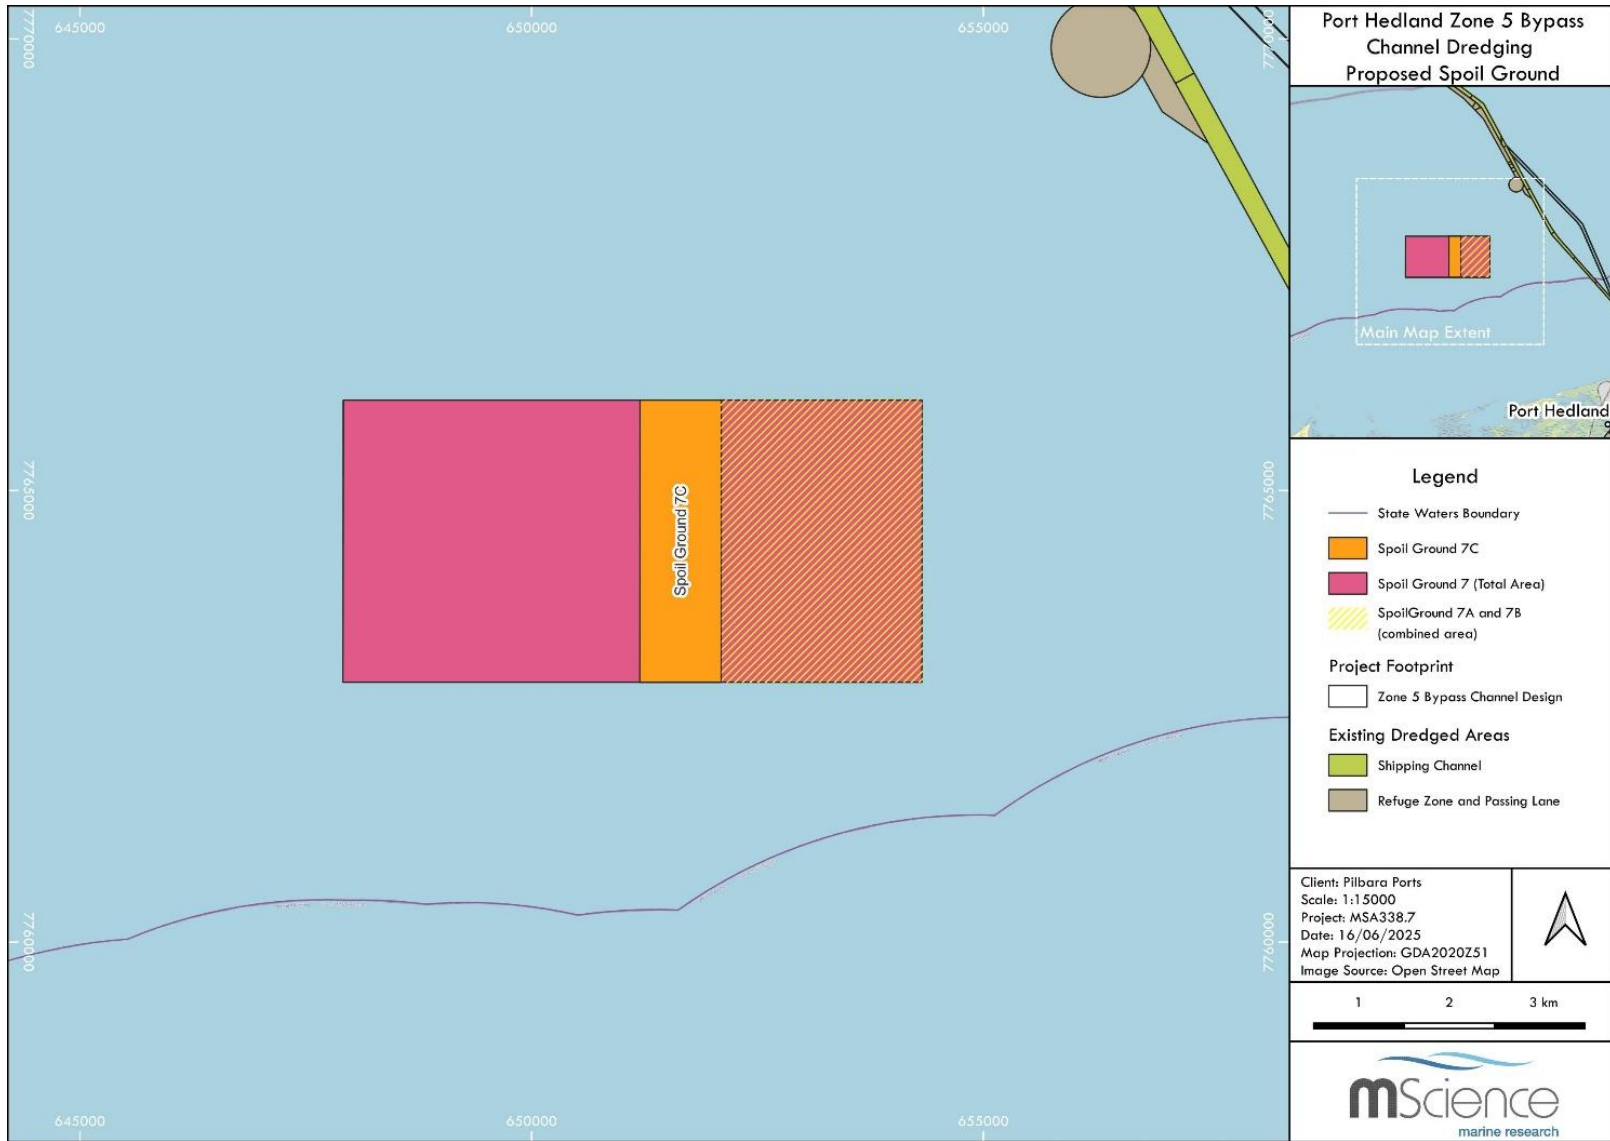 645000
650000
655000
7770000
7770000
7765000
7765000
7760000
7760000
Spoil Ground 7C
645000
650000
655000
Port Hedland Zone 5 Bypass
Channel Dredging
Proposed Spoil Ground
Main Map Extent
Port Hedland
Legend
State Waters Boundary
Spoil Ground 7C
Spoil Ground 7 (Total Area)
SpoilGround 7A and 7B
(combined area)
Project Footprint
Zone 5 Bypass Channel Design
Existing Dredged Areas
Shipping Channel
Refuge Zone and Passing Lane
Client: Pilbara Ports
Scale: 1:15000
Project: MSA338.7
Date: 16/06/2025
Map Projection: GDA2020Z51
Image Source: Open Street Map
1 2 3 km
mScience
marine research